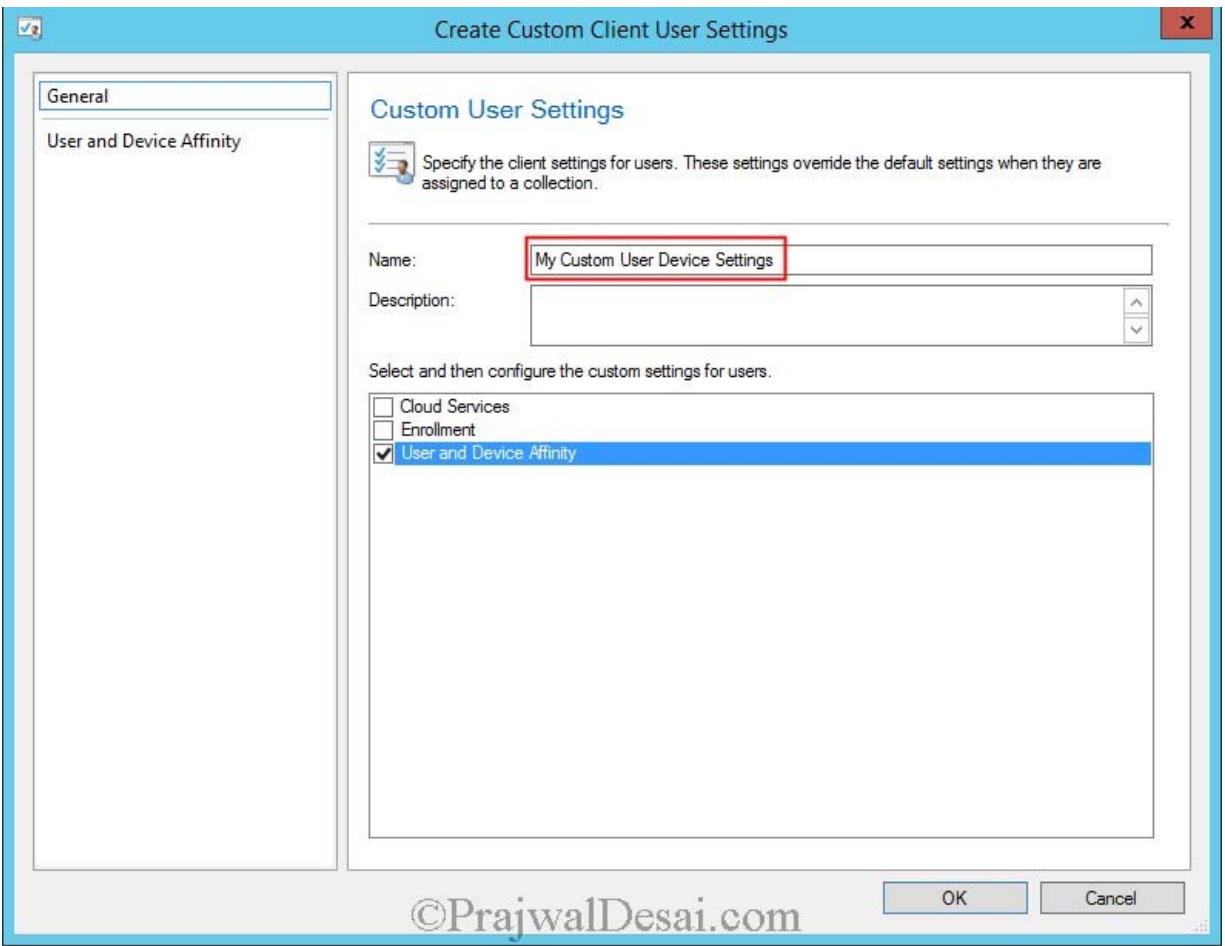 Create Custom Client User Settings
x
General
User and Device Affinity
Custom User Settings
Specify the client settings for users. These settings override the default settings when they are
assigned to a collection.
Name:
My Custom User Device Settings
Description:
Select and then configure the custom settings for users.
Cloud Services
Enrollment
User and Device Affinity
OK
Cancel
©PrajwalDesai.com